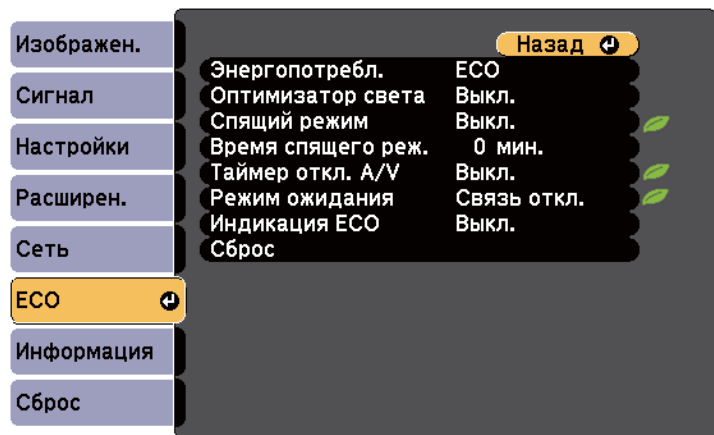 Изображен.
Сигнал
Настройки
Расширен.
Сеть
ECO
Информация
Сброс
Назад
Энергопотребл. ECO
Оптимизатор света Выкл.
Спящий режим Выкл.
Время спящего реж. 0 мин.
Таймер откл. A/V Выкл.
Режим ожидания Связь откл.
Индикация ECO Выкл.
Сброс